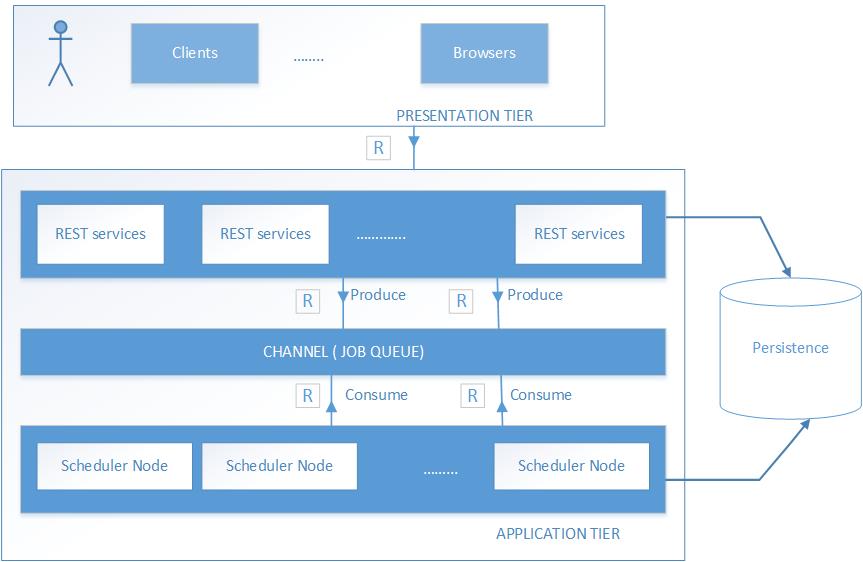 Clients
........
Browsers
PRESENTATION TIER
R
REST services
REST services
.............
REST services
R
Produce
R
Produce
CHANNEL ( JOB QUEUE)
Persistence
R
Consume
R
Consume
Scheduler Node
Scheduler Node
.........
Scheduler Node
APPLICATION TIER